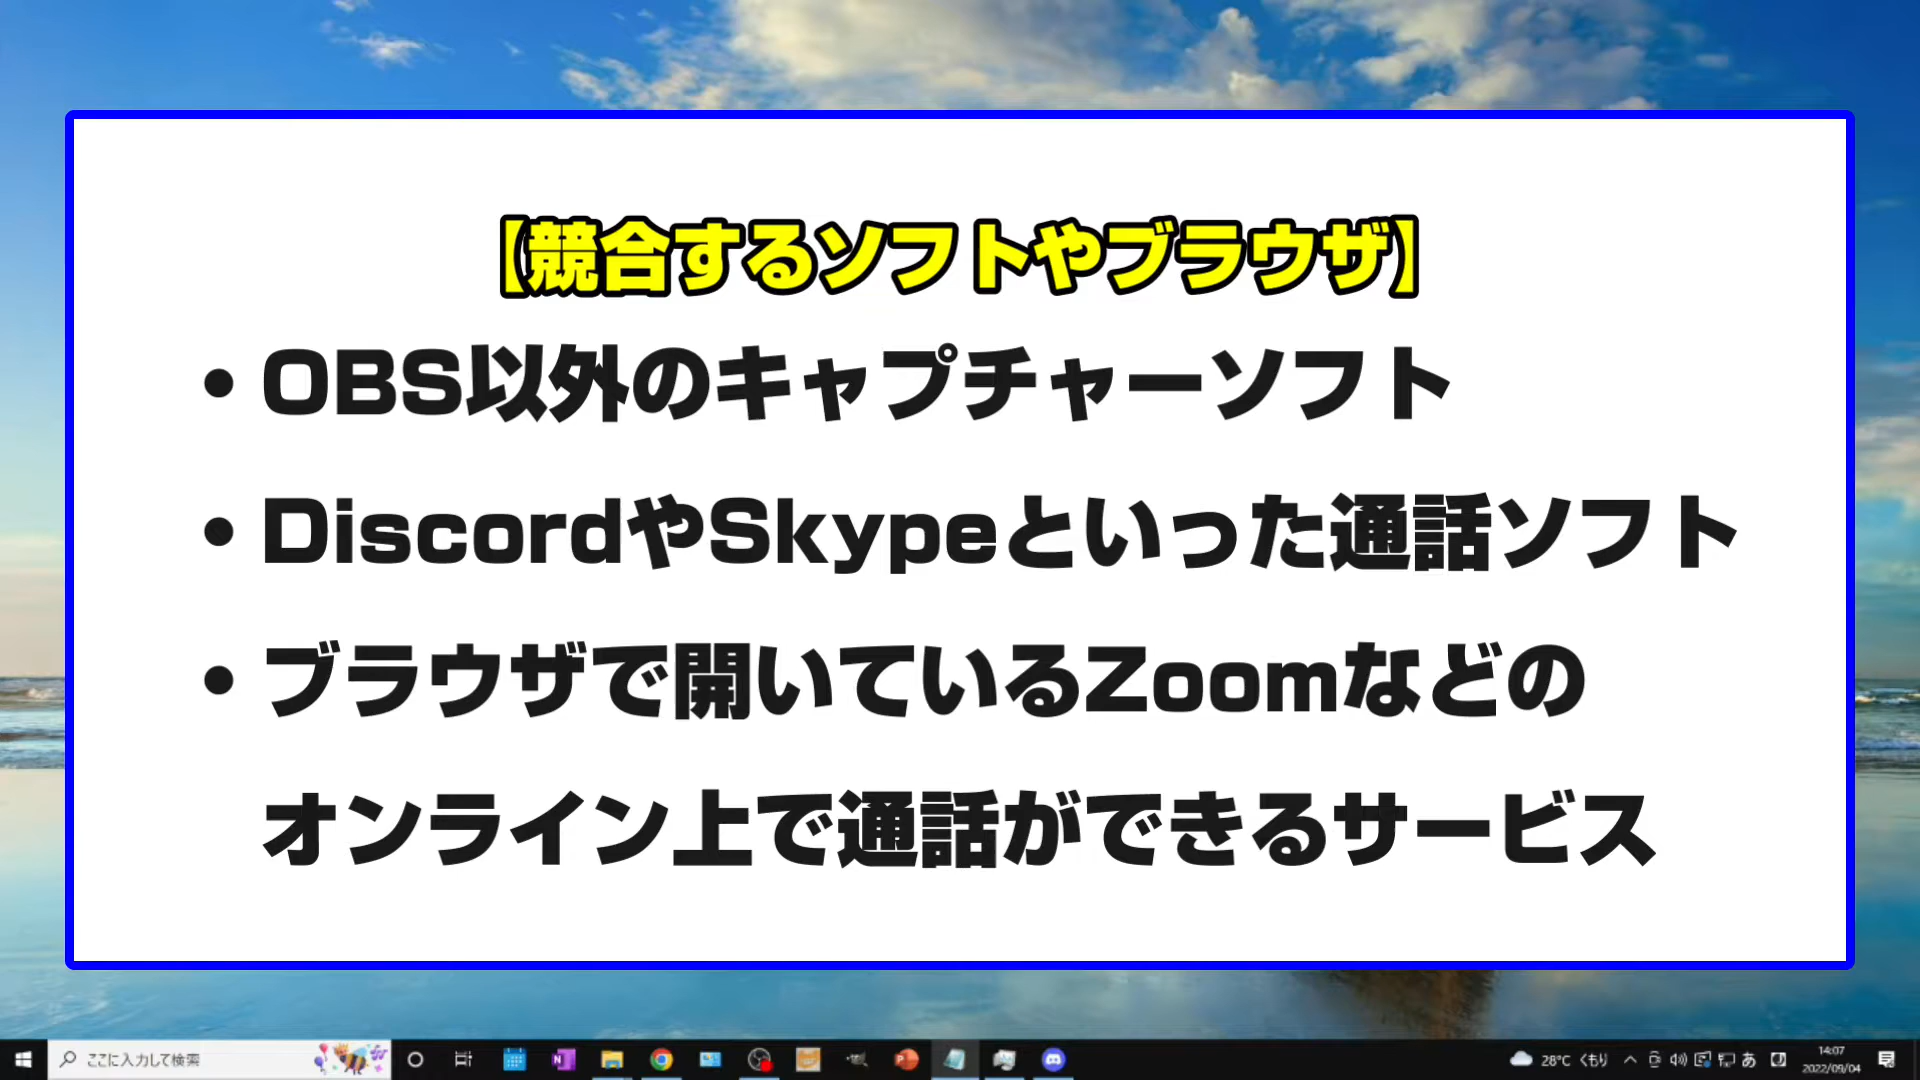 【競合するソフトやブラウザ】
・OBS以外のキャプチャーソフト
・DiscordやSkypeといった通話ソフト
・ブラウザで開いているZoomなどの
オンライン上で通話ができるサービス
ここに入力して検索
28°C くもり
あ
14:07
2022/09/04